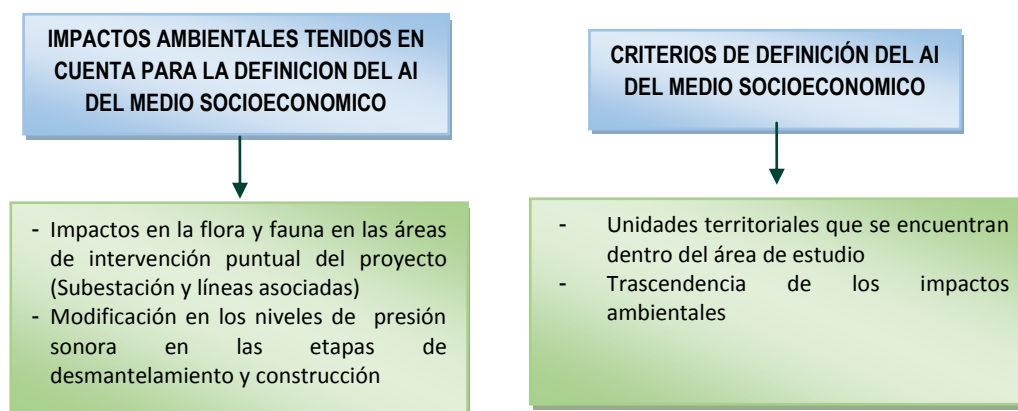 IMPACTOS AMBIENTALES TENIDOS EN
CUENTA PARA LA DEFINICION DEL AI
DEL MEDIO SOCIOECONOMICO
- Impactos en la flora y fauna en las áreas
de intervención puntual del proyecto
(Subestación y líneas asociadas)
- Modificación en los niveles de presión
sonora en las etapas de
desmantelamiento y construcción
CRITERIOS DE DEFINICIÓN DEL AI
DEL MEDIO SOCIOECONOMICO
- Unidades territoriales que se encuentran
dentro del área de estudio
- Trascendencia de los impactos
ambientales